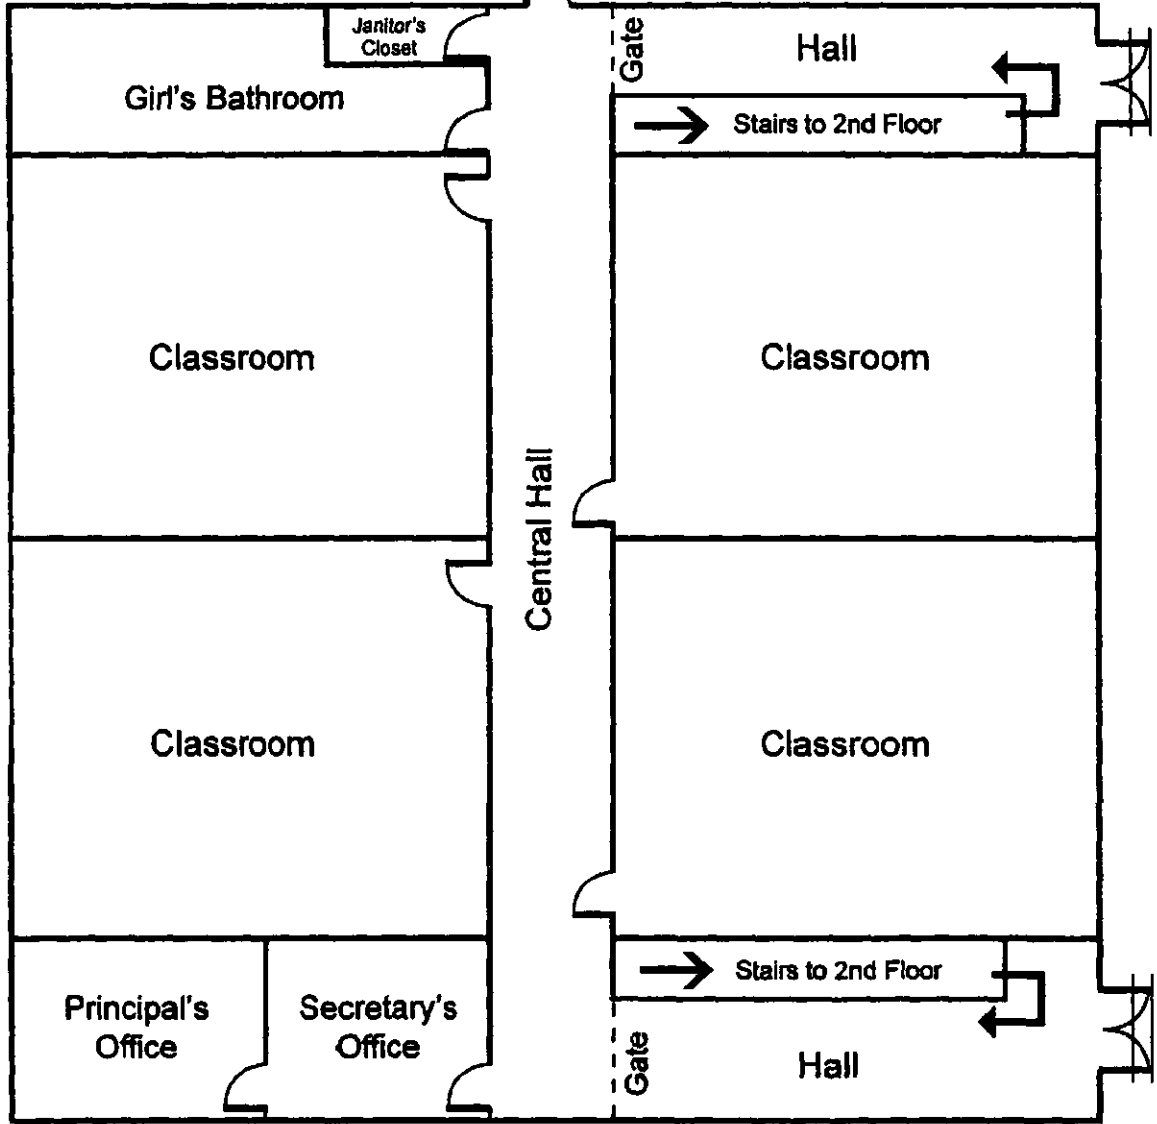 Janitor's
Closet
Gate
Hall
Girl's Bathroom
Stairs to 2nd Floor
Classroom
Classroom
Central Hall
Classroom
Classroom
Stairs to 2nd Floor
Principal's
Office
Secretary's
Office
Gate
Hall